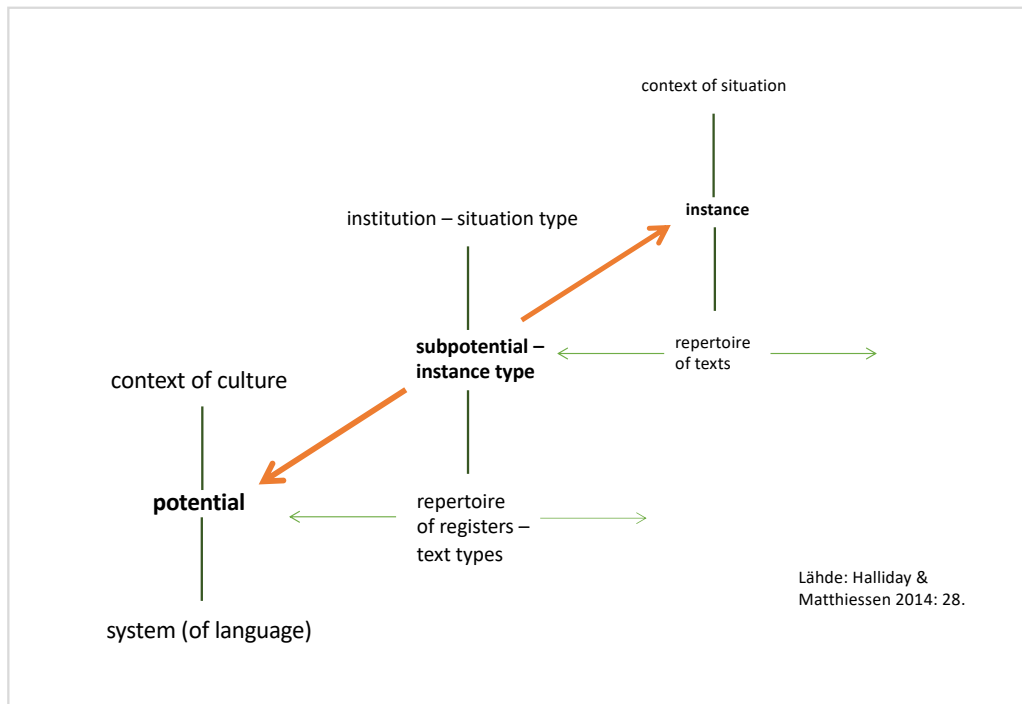 context of situation
instance
institution – situation type
subpotential –
instance type
repertoire
of texts
context of culture
potential
repertoire
of registers –
text types
system (of language)
Lähde: Halliday &
Matthiessen 2014: 28.